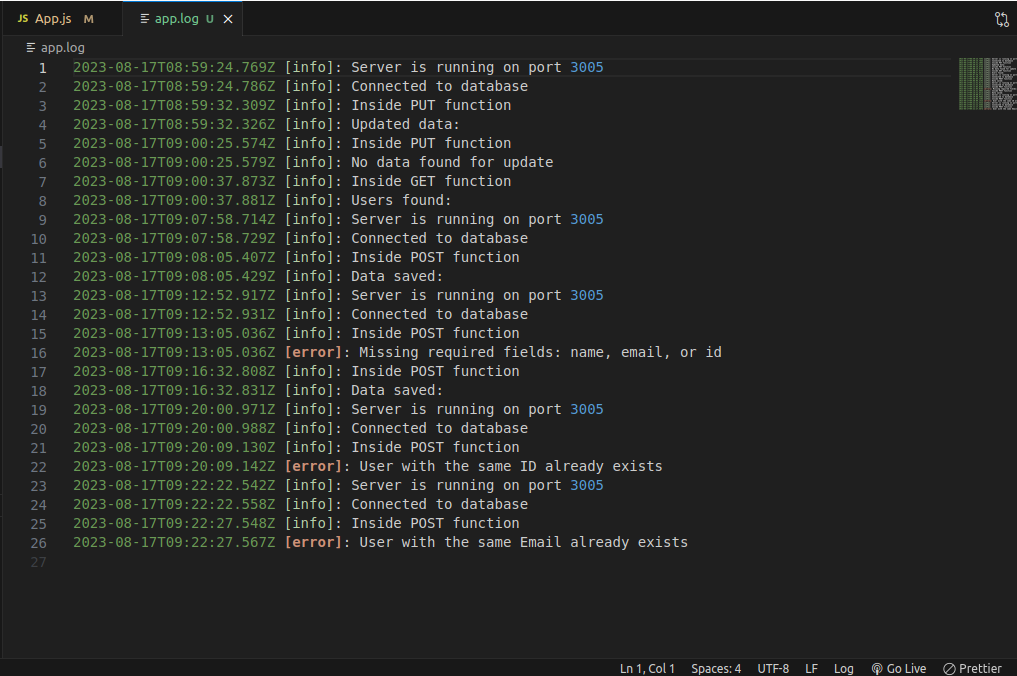 JS App.js M app.log U
app.log
1 2023-08-17T08:59:24.769Z [info]: Server is running on port 3005
2 2023-08-17T08:59:24.786Z [info]: Connected to database
3 2023-08-17T08:59:32.309Z [info]: Inside PUT function
4 2023-08-17T08:59:32.326Z [info]: Updated data:
5 2023-08-17T09:00:25.574Z [info]: Inside PUT function
6 2023-08-17T09:00:25.579Z [info]: No data found for update
7 2023-08-17T09:00:37.873Z [info]: Inside GET function
8 2023-08-17T09:00:37.881Z [info]: Users found:
9 2023-08-17T09:07:58.714Z [info]: Server is running on port 3005
10 2023-08-17T09:07:58.729Z [info]: Connected to database
11 2023-08-17T09:08:05.407Z [info]: Inside POST function
12 2023-08-17T09:08:05.429Z [info]: Data saved:
13 2023-08-17T09:12:52.917Z [info]: Server is running on port 3005
14 2023-08-17T09:12:52.931Z [info]: Connected to database
15 2023-08-17T09:13:05.036Z [info]: Inside POST function
16 2023-08-17T09:13:05.036Z [error]: Missing required fields: name, email, or id
17 2023-08-17T09:16:32.808Z [info]: Inside POST function
18 2023-08-17T09:16:32.831Z [info]: Data saved:
19 2023-08-17T09:20:00.971Z [info]: Server is running on port 3005
20 2023-08-17T09:20:00.988Z [info]: Connected to database
21 2023-08-17T09:20:09.130Z [info]: Inside POST function
22 2023-08-17T09:20:09.142Z [error]: User with the same ID already exists
23 2023-08-17T09:22:22.542Z [info]: Server is running on port 3005
24 2023-08-17T09:22:22.558Z [info]: Connected to database
25 2023-08-17T09:22:27.548Z [info]: Inside POST function
26 2023-08-17T09:22:27.567Z [error]: User with the same Email already exists
27
Ln 1, Col 1 Spaces: 4 UTF-8 LF Log Go Live Prettier